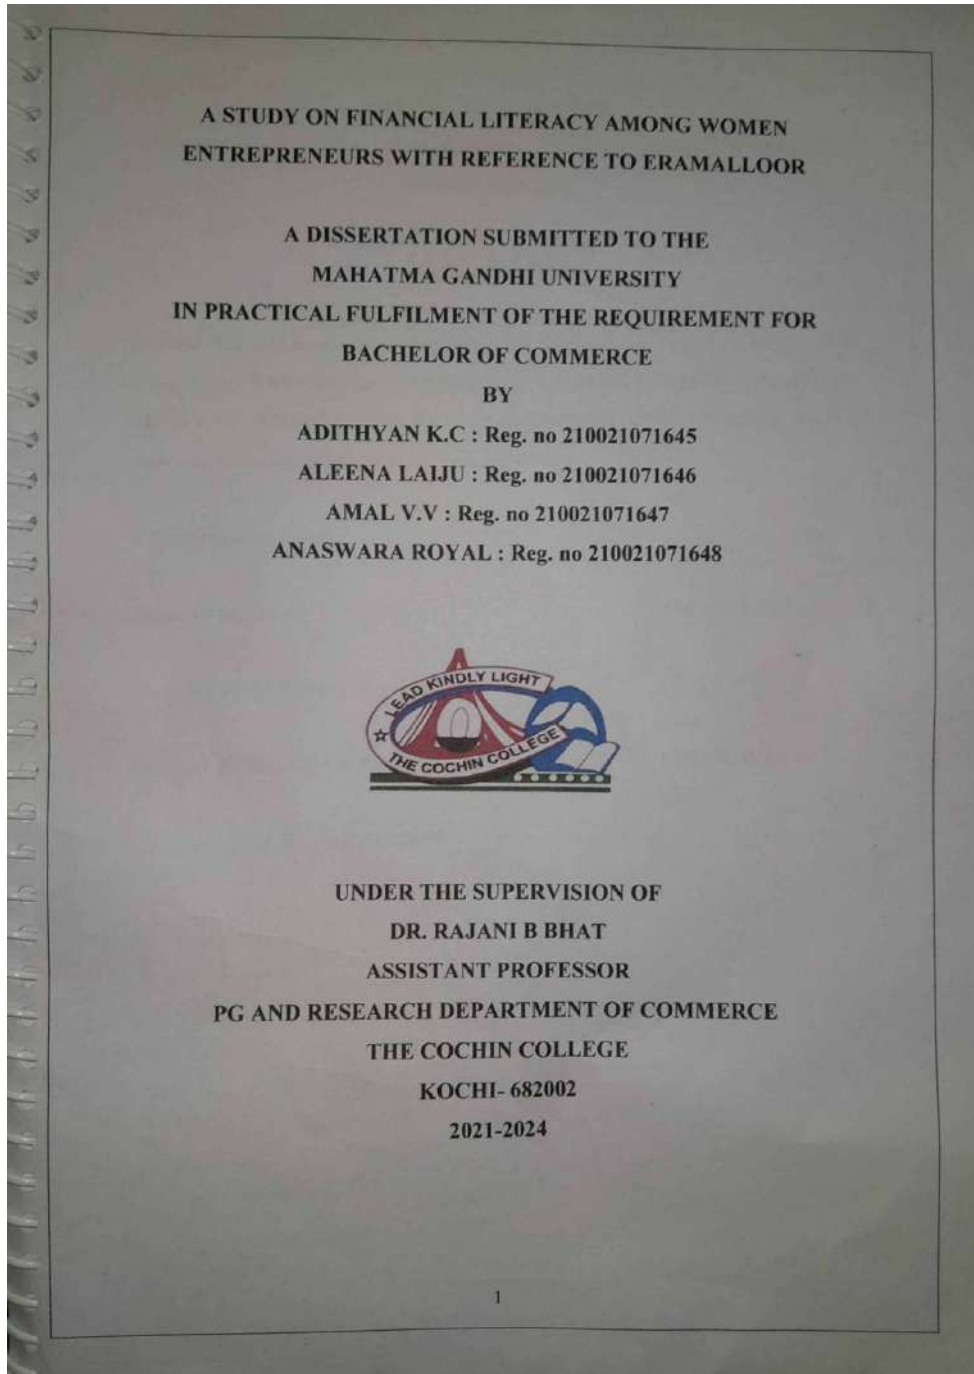 A STUDY ON FINANCIAL LITERACY AMONG WOMEN
ENTREPRENEURS WITH REFERENCE TO ERAMALLOOR
A DISSERTATION SUBMITTED TO THE
MAHATMA GANDHI UNIVERSITY
IN PRACTICAL FULFILMENT OF THE REQUIREMENT FOR
BACHELOR OF COMMERCE
BY
ADITHYAN K.C : Reg. no 210021071645
ALEENA LAIJU : Reg. no 210021071646
AMAL V.V : Reg. no 210021071647
ANASWARA ROYAL : Reg. no 210021071648
LEAD KINDLY LIGHT
THE COCHIN COLLEGE
UNDER THE SUPERVISION OF
DR. RAJANI B BHAT
ASSISTANT PROFESSOR
PG AND RESEARCH DEPARTMENT OF COMMERCE
THE COCHIN COLLEGE
KOCHI- 682002
2021-2024
1